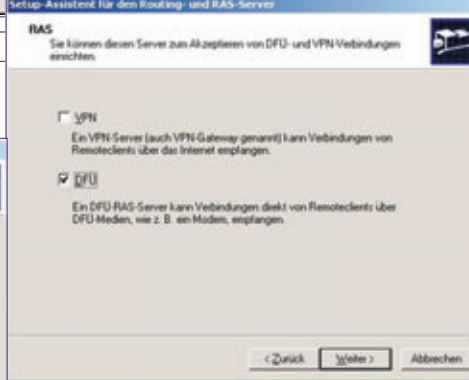 Setup-Assistent für den Routing- und RAS-Server
RAS
Sie können diesen Server zum Akzeptieren von DFÜ- und VPN-Verbindungen
einrichten.
VPN
Ein VPN-Server (auch VPN-Gateway genannt) kann Verbindungen von
Remoteclients über das Internet empfangen.
DFÜ
Ein DFÜ-RAS-Server kann Verbindungen direkt von Remoteclients über
DFÜ-Medien, wie z. B. ein Modem, empfangen.
< Zurück
Weiter >
Abbrechen